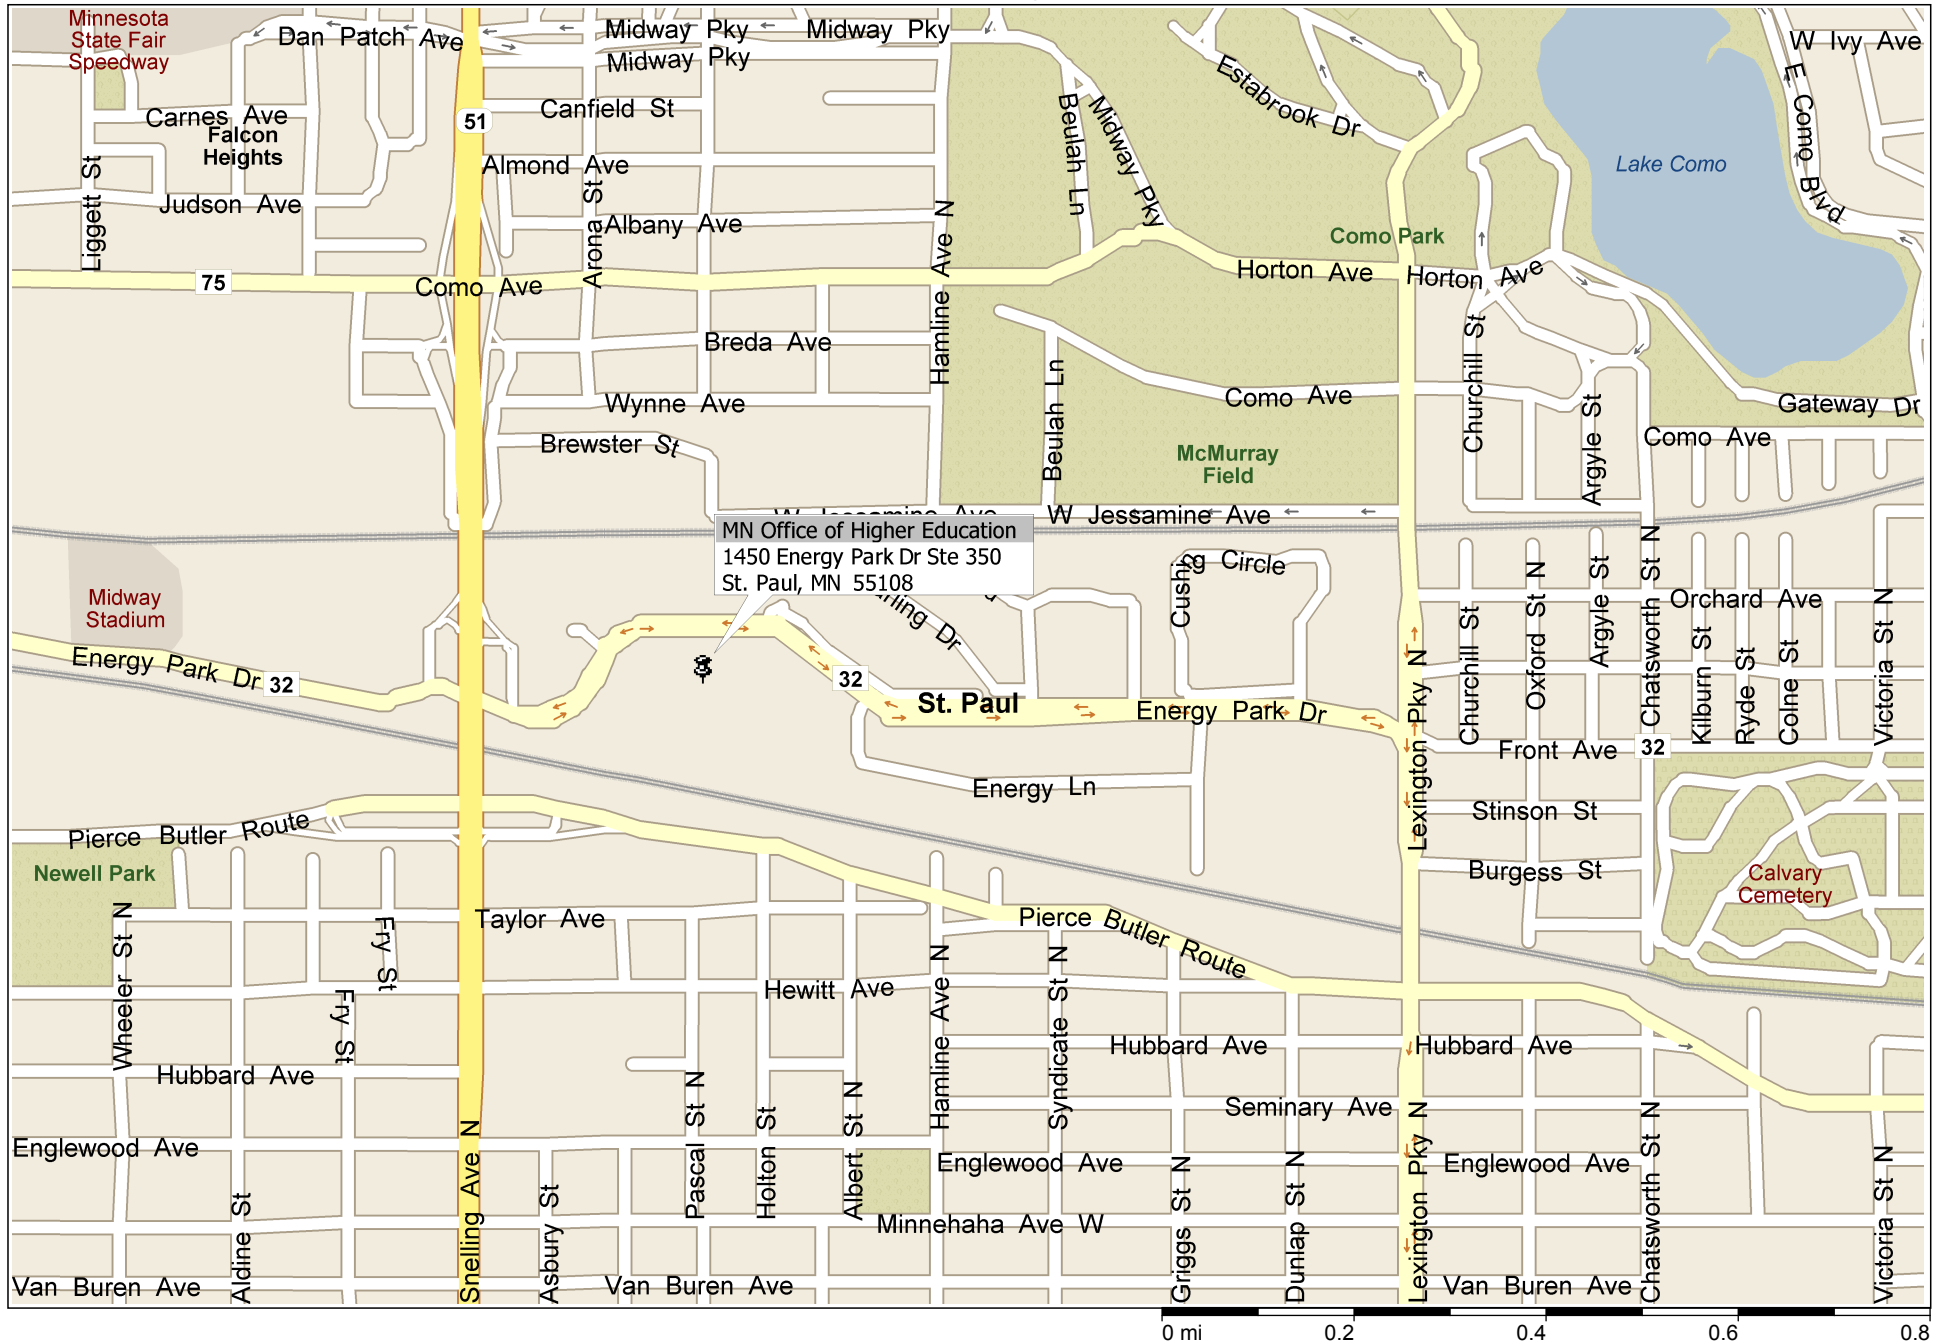 Minnesota
State Fair
Speedway
Dan Patch Ave
Midway Pky
Midway Pky
Midway Pky
W Ivy Ave
Estabrook Dr
E Como Blvd
Canfield St
51
Carnes Ave
Falcon
Heights
Beulah Ln
Midway Pky
Almond Ave
Lake Como
Liggett St
Judson Ave
Arona St
Albany Ave
Hamline Ave N
Como Park
75
Como Ave
Horton Ave
Horton Ave
Breda Ave
Churchill St
Beulah Ln
Wynne Ave
Como Ave
Argyle St
Gateway Dr
Brewster St
Como Ave
McMurray
Field
W Jessamine Ave
W Jessamine Ave
MN Office of Higher Education
1450 Energy Park Dr Ste 350
St. Paul, MN 55108
Cushing Circle
Midway
Stadium
Orchard Ave
Energy Park Dr
32
32
St. Paul
Energy Park Dr
Lexington Pky N
Churchill St
Oxford St N
Argyle St
Chatsworth St N
Kilburn St
Ryde St
Colne St
Victoria St N
Front Ave
32
Energy Ln
Stinson St
Pierce Butler Route
Newell Park
Burgess St
Calvary
Cemetery
Taylor Ave
Pierce Butler Route
Wheeler St N
Fry St
Fry St
Hewitt Ave
Hamline Ave N
Syndicate St N
Hubbard Ave
Hubbard Ave
Hubbard Ave
Seminary Ave
Pascal St N
Holton St
Albert St N
Englewood Ave
Englewood Ave
Englewood Ave
Snelling Ave N
Aldine St
Asbury St
Minnehaha Ave W
Griggs St N
Dunlap St N
Lexington Pky N
Chatsworth St N
Victoria St N
Van Buren Ave
Van Buren Ave
Van Buren Ave
0 mi 0.2 0.4 0.6 0.8